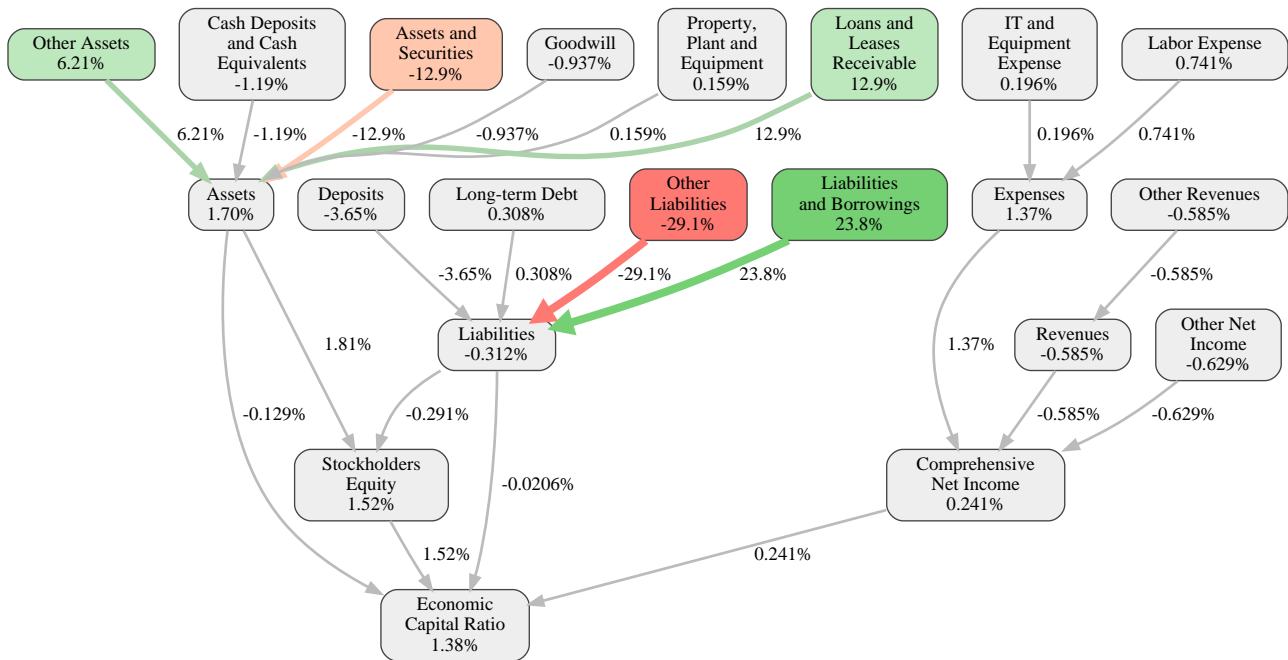 Other Assets
6.21%
Cash Deposits
and Cash
Equivalents
-1.19%
Assets and
Securities
-12.9%
Goodwill
-0.937%
Property,
Plant and
Equipment
0.159%
Loans and
Leases
Receivable
12.9%
IT and
Equipment
Expense
0.196%
Labor Expense
0.741%
6.21%
-1.19%
-12.9%
-0.937%
0.159%
12.9%
0.196%
0.741%
Assets
1.70%
Deposits
-3.65%
Long-term Debt
0.308%
Other
Liabilities
-29.1%
Liabilities
and Borrowings
23.8%
Expenses
1.37%
Other Revenues
-0.585%
-3.65%
0.308%
-29.1%
23.8%
-0.585%
Liabilities
-0.312%
Revenues
-0.585%
Other Net
Income
-0.629%
1.81%
1.37%
-0.129%
-0.291%
-0.585%
-0.629%
Stockholders
Equity
1.52%
-0.0206%
Comprehensive
Net Income
0.241%
1.52%
0.241%
Economic
Capital Ratio
1.38%